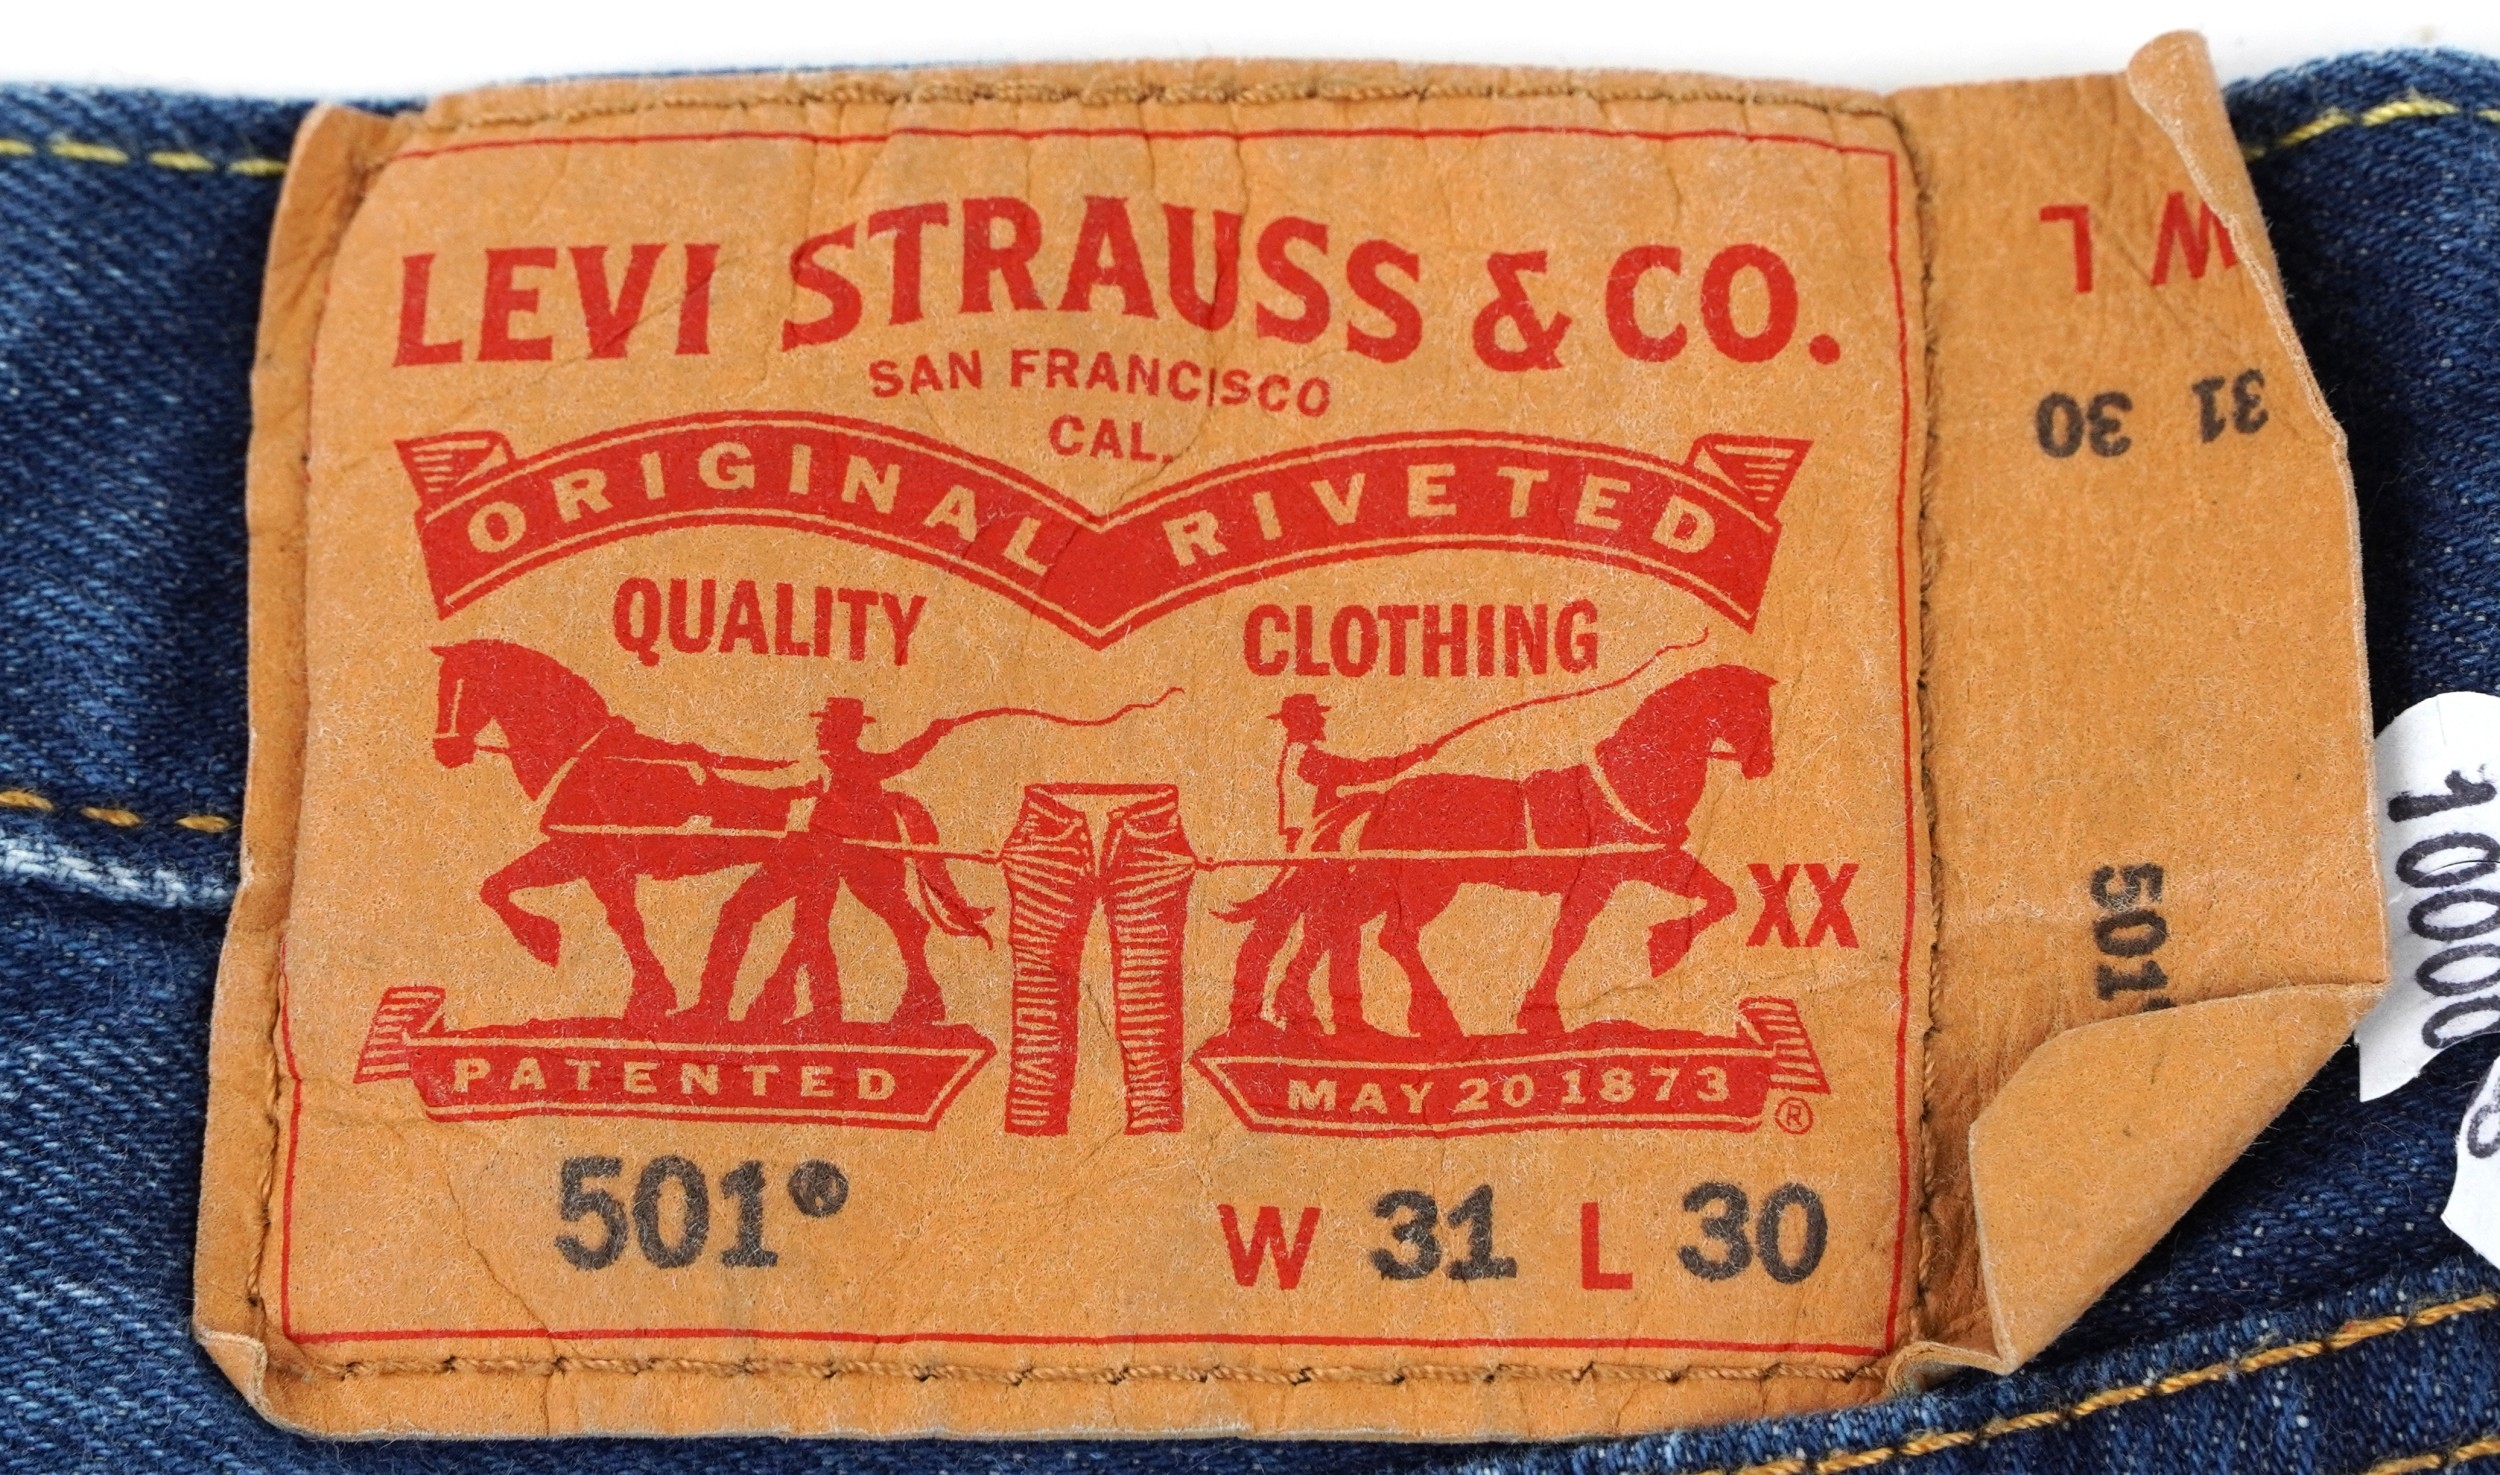 LEVI STRAUSS & CO.
SAN FRANCISCO
CAL.
ORIGINAL RIVETED
QUALITY CLOTHING
XX
PATENTED MAY 20 1873 ®
501® W 31 L 30
W L
31 30
501